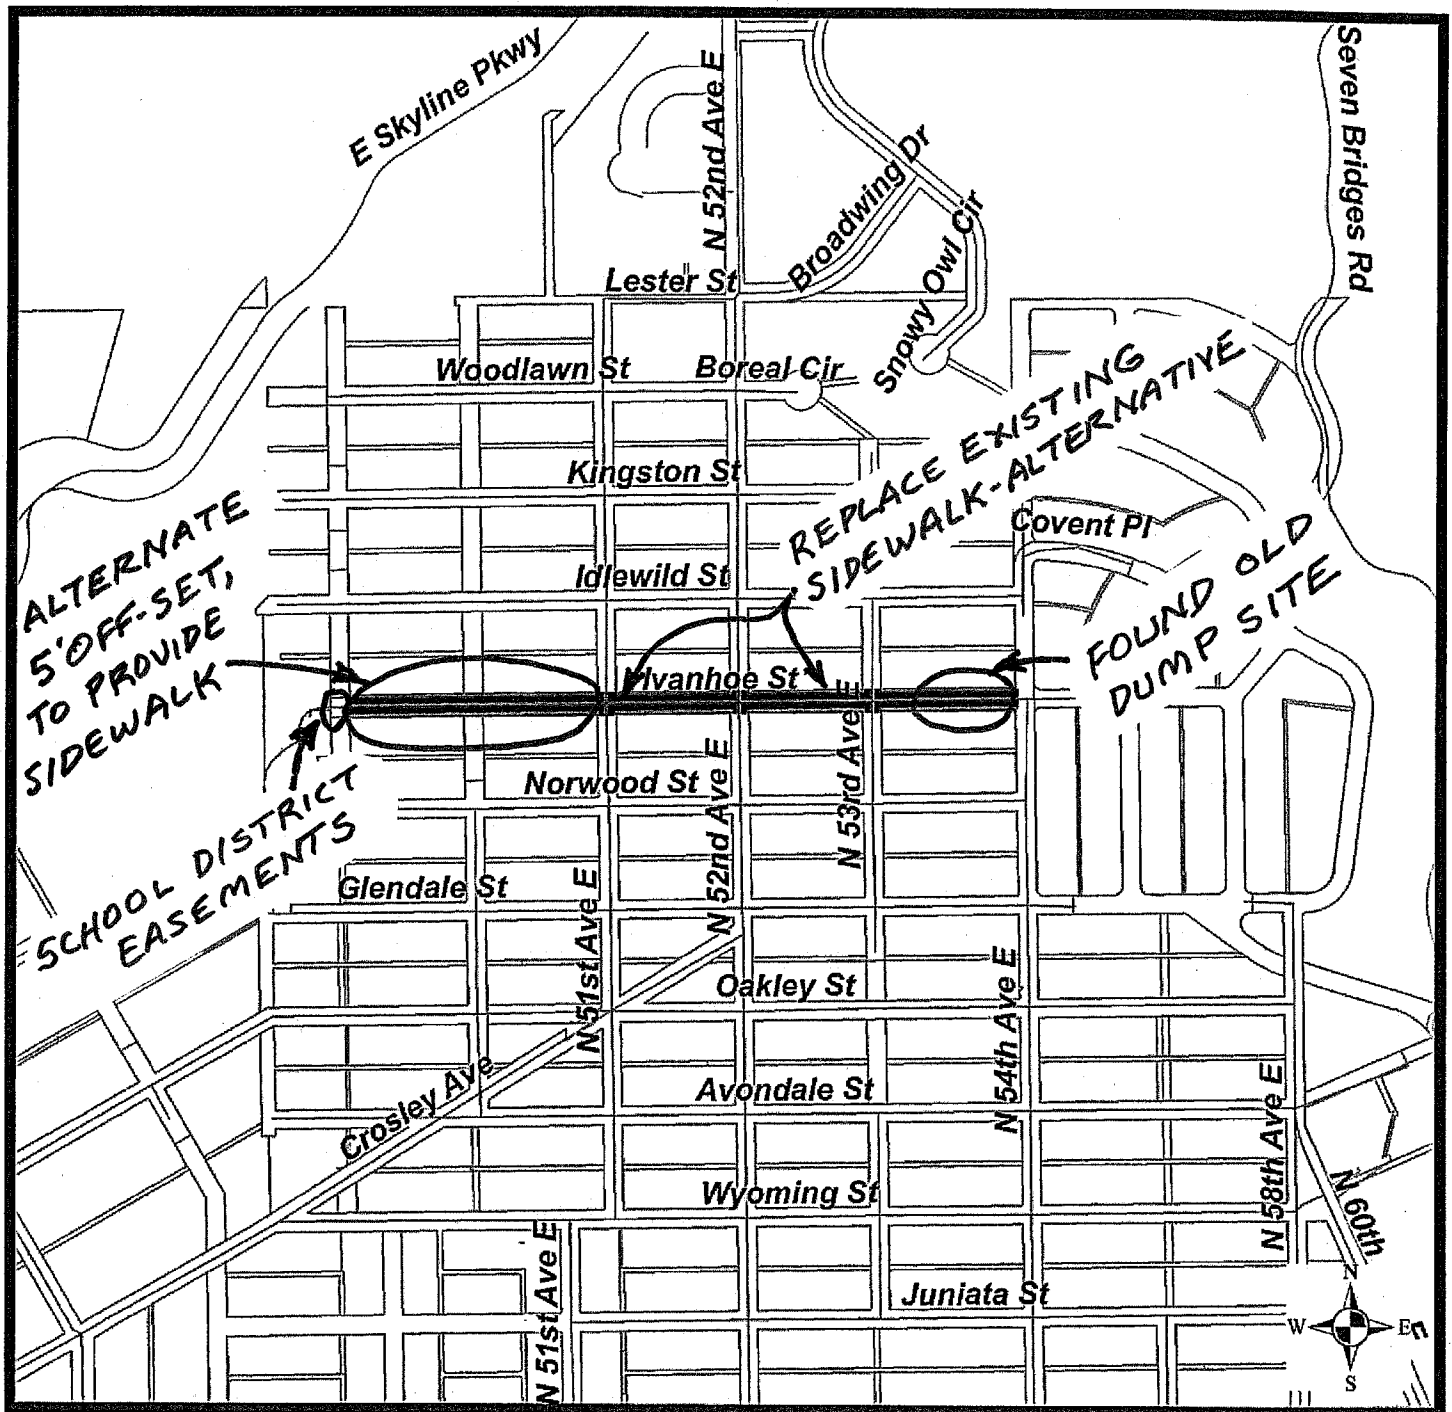 E Skyline Pkwy
N 52nd Ave E
Seven Bridges Rd
Broadwing Dr
Snowy Owl Cir
Lester St
Woodlawn St
Boreal Cir
Kingston St
REPLACE EXISTING
SIDEWALK-ALTERNATIVE
Covent Pl
Idlewild St
ALTERNATE
5' OFF-SET,
TO PROVIDE
SIDEWALK
FOUND OLD
DUMP SITE
Ivanhoe St
SCHOOL DISTRICT
EASEMENTS
Norwood St
N 52nd Ave E
N 53rd Ave E
Glendale St
N 51st Ave E
Oakley St
N 54th Ave E
Crosley Ave
Avondale St
N 58th Ave E
Wyoming St
N 60th
N 51st Ave E
Juniata St
N
W
E
S